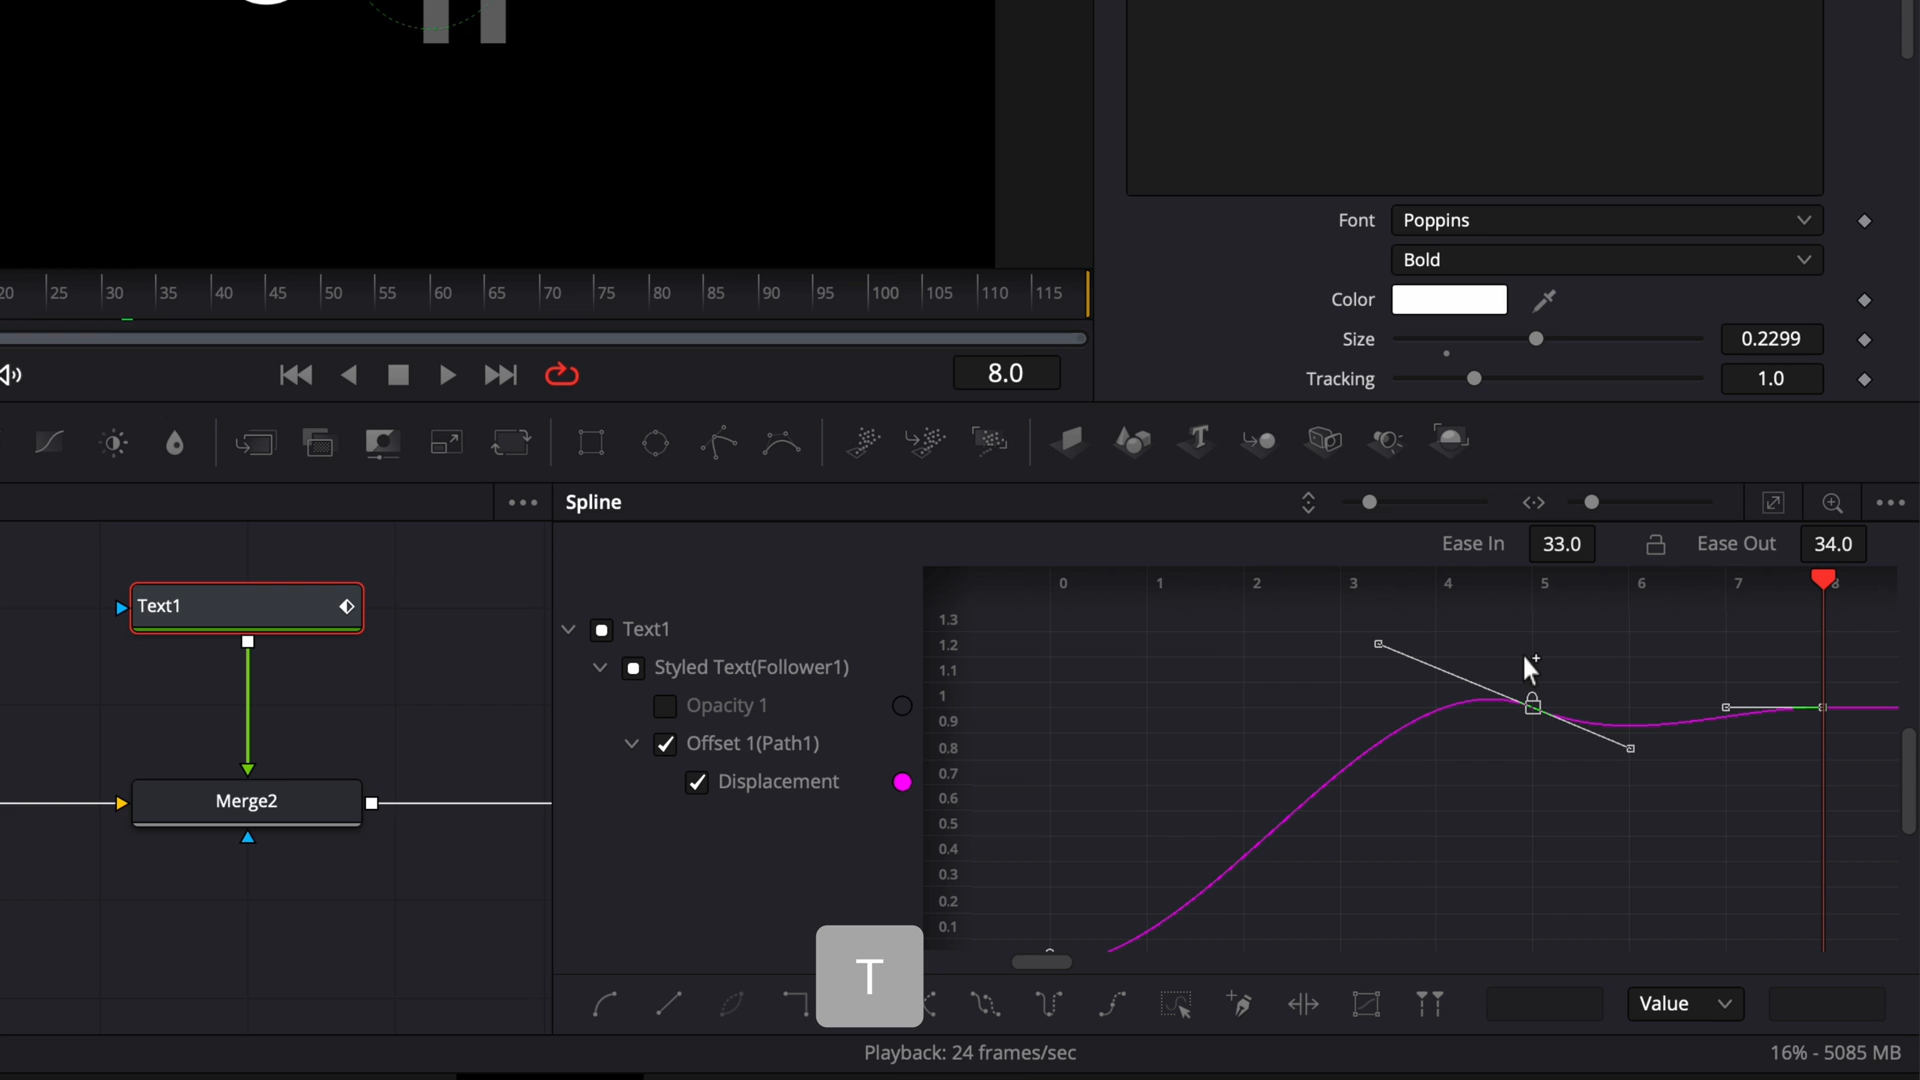 Font Poppins
Bold
Color
20 25 30 35 40 45 50 55 60 65 70 75 80 85 90 95 100 105 110 115
Size 0.2299
8.0
Tracking 1.0
Spline
Ease In 33.0 Ease Out 34.0
0 1 2 3 4 5 6 7 8
Text1
Text1
1.3
1.2
1.1
1
0.9
0.8
0.7
0.6
0.5
0.4
0.3
0.2
0.1
Styled Text(Follower1)
Opacity 1
Offset 1(Path1)
Displacement
Merge2
T
Value
Playback: 24 frames/sec
16% - 5085 MB